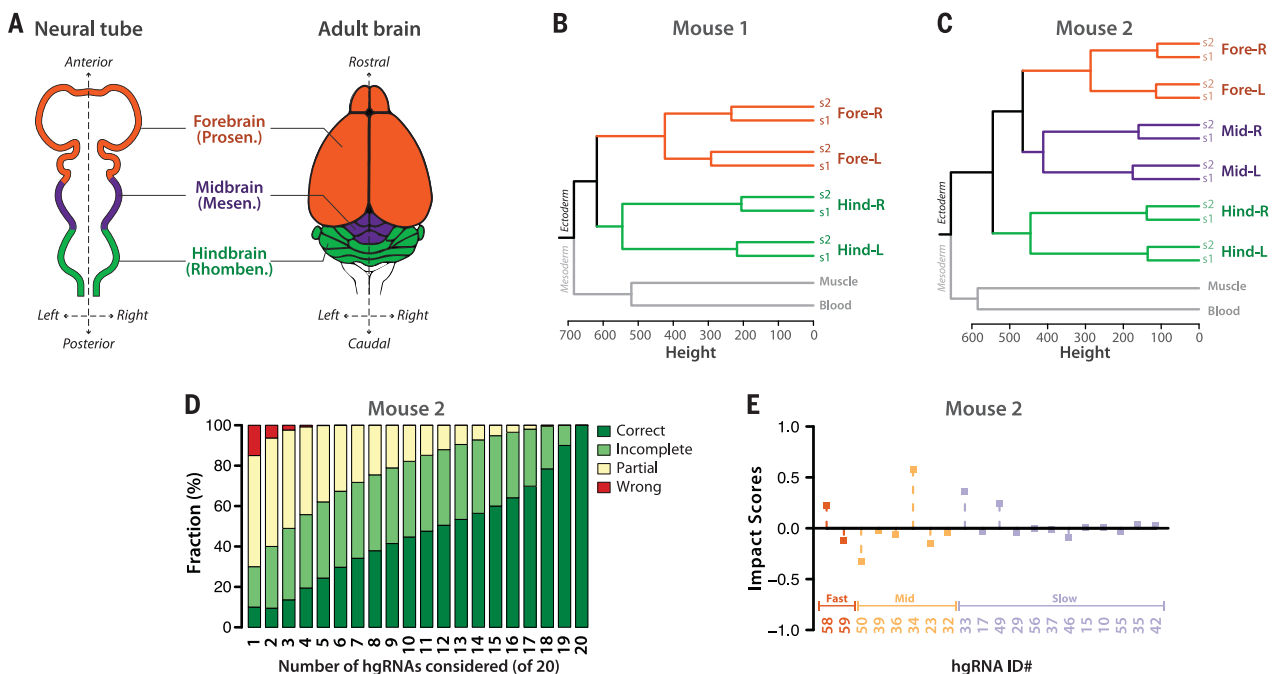 A
Neural tube
Adult brain
Anterior
Rostral
Forebrain
(Prosen.)
Midbrain
(Mesen.)
Hindbrain
(Rhomben.)
Left
Right
Left
Right
Posterior
Caudal
B
Mouse 1
s2
s1
Fore-R
s2
s1
Fore-L
s2
s1
Hind-R
s2
s1
Hind-L
Muscle
Blood
Ectoderm
Mesoderm
700 600 500 400 300 200 100 0
Height
C
Mouse 2
s2
s1
Fore-R
s2
s1
Fore-L
s2
s1
Mid-R
s2
s1
Mid-L
s2
s1
Hind-R
s2
s1
Hind-L
Muscle
Blood
Ectoderm
Mesoderm
600 500 400 300 200 100 0
Height
D
Mouse 2
Fraction (%)
100
80
60
40
20
0
Correct
Incomplete
Partial
Wrong
1 2 3 4 5 6 7 8 9 10 11 12 13 14 15 16 17 18 19 20
Number of hgRNAs considered (of 20)
E
Mouse 2
Impact Scores
1.0
0.5
0.0
−0.5
−1.0
Fast
Mid
Slow
58 59 50 39 36 34 23 32 33 17 49 29 56 37 46 15 10 55 35 42
hgRNA ID#